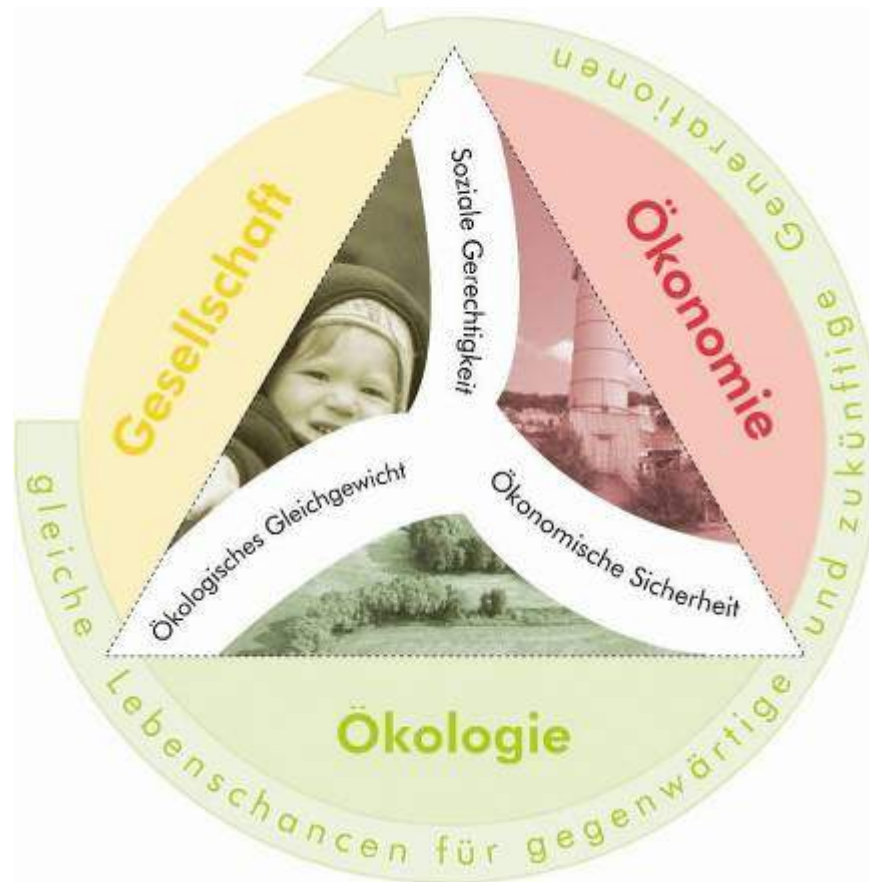 Gesellschaft
Ökonomie
Ökologie
Soziale Gerechtigkeit
Ökologisches Gleichgewicht
Ökonomische Sicherheit
gleiche Lebenschancen für gegenwärtige und zukünftige Generationen